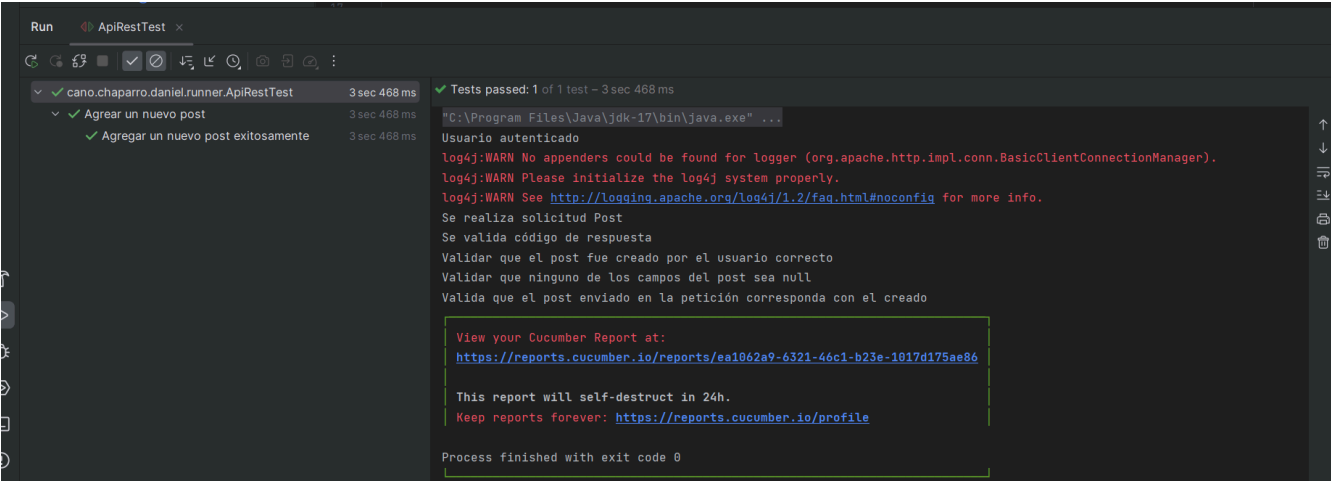 Run ApiRestTest
cano.chaparro.daniel.runner.ApiRestTest 3 sec 468 ms
Agrear un nuevo post 3 sec 468 ms
Agregar un nuevo post exitosamente 3 sec 468 ms
Tests passed: 1 of 1 test – 3 sec 468 ms
"C:\Program Files\Java\jdk-17\bin\java.exe" ...
Usuario autenticado
log4j:WARN No appenders could be found for logger (org.apache.http.impl.conn.BasicClientConnectionManager).
log4j:WARN Please initialize the log4j system properly.
log4j:WARN See http://logging.apache.org/log4j/1.2/faq.html#noconfig for more info.
Se realiza solicitud Post
Se valida código de respuesta
Validar que el post fue creado por el usuario correcto
Validar que ninguno de los campos del post sea null
Valida que el post enviado en la petición corresponda con el creado
View your Cucumber Report at:
https://reports.cucumber.io/reports/ea1062a9-6321-46c1-b23e-1017d175ae86
This report will self-destruct in 24h.
Keep reports forever: https://reports.cucumber.io/profile
Process finished with exit code 0